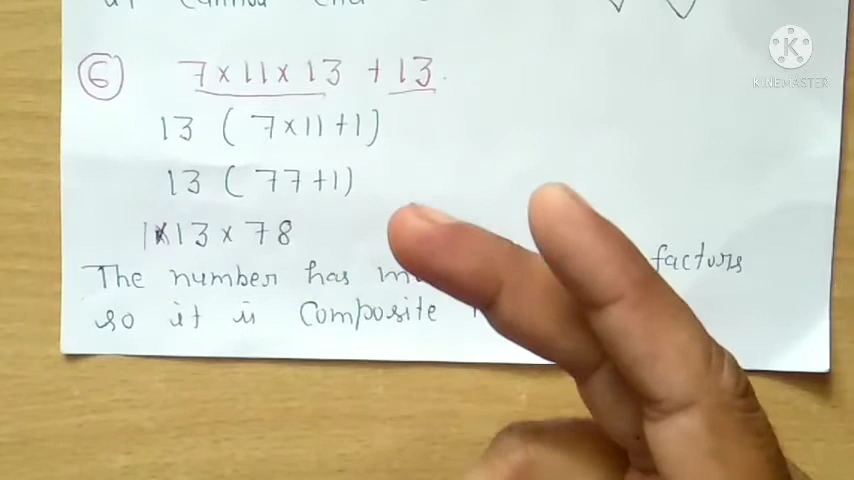 K
KINEMASTER
6 7 × 11 × 13 + 13
13 ( 7 × 11 + 1 )
13 ( 77 + 1 )
1 × 13 × 78
The number has factors
so it is composite